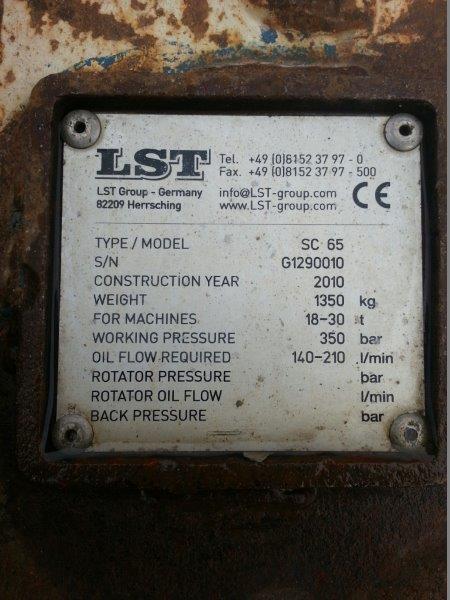 LST
Tel. +49 (0)8152 37 97 - 0
Fax. +49 (0)8152 37 97 - 500
LST Group - Germany
82209 Herrsching
info@LST-group.com
www.LST-group.com
CE
TYPE / MODEL SC 65
S/N G1290010
CONSTRUCTION YEAR 2010
WEIGHT 1350 kg
FOR MACHINES 18-30 t
WORKING PRESSURE 350 bar
OIL FLOW REQUIRED 140-210 l/min
ROTATOR PRESSURE bar
ROTATOR OIL FLOW l/min
BACK PRESSURE bar